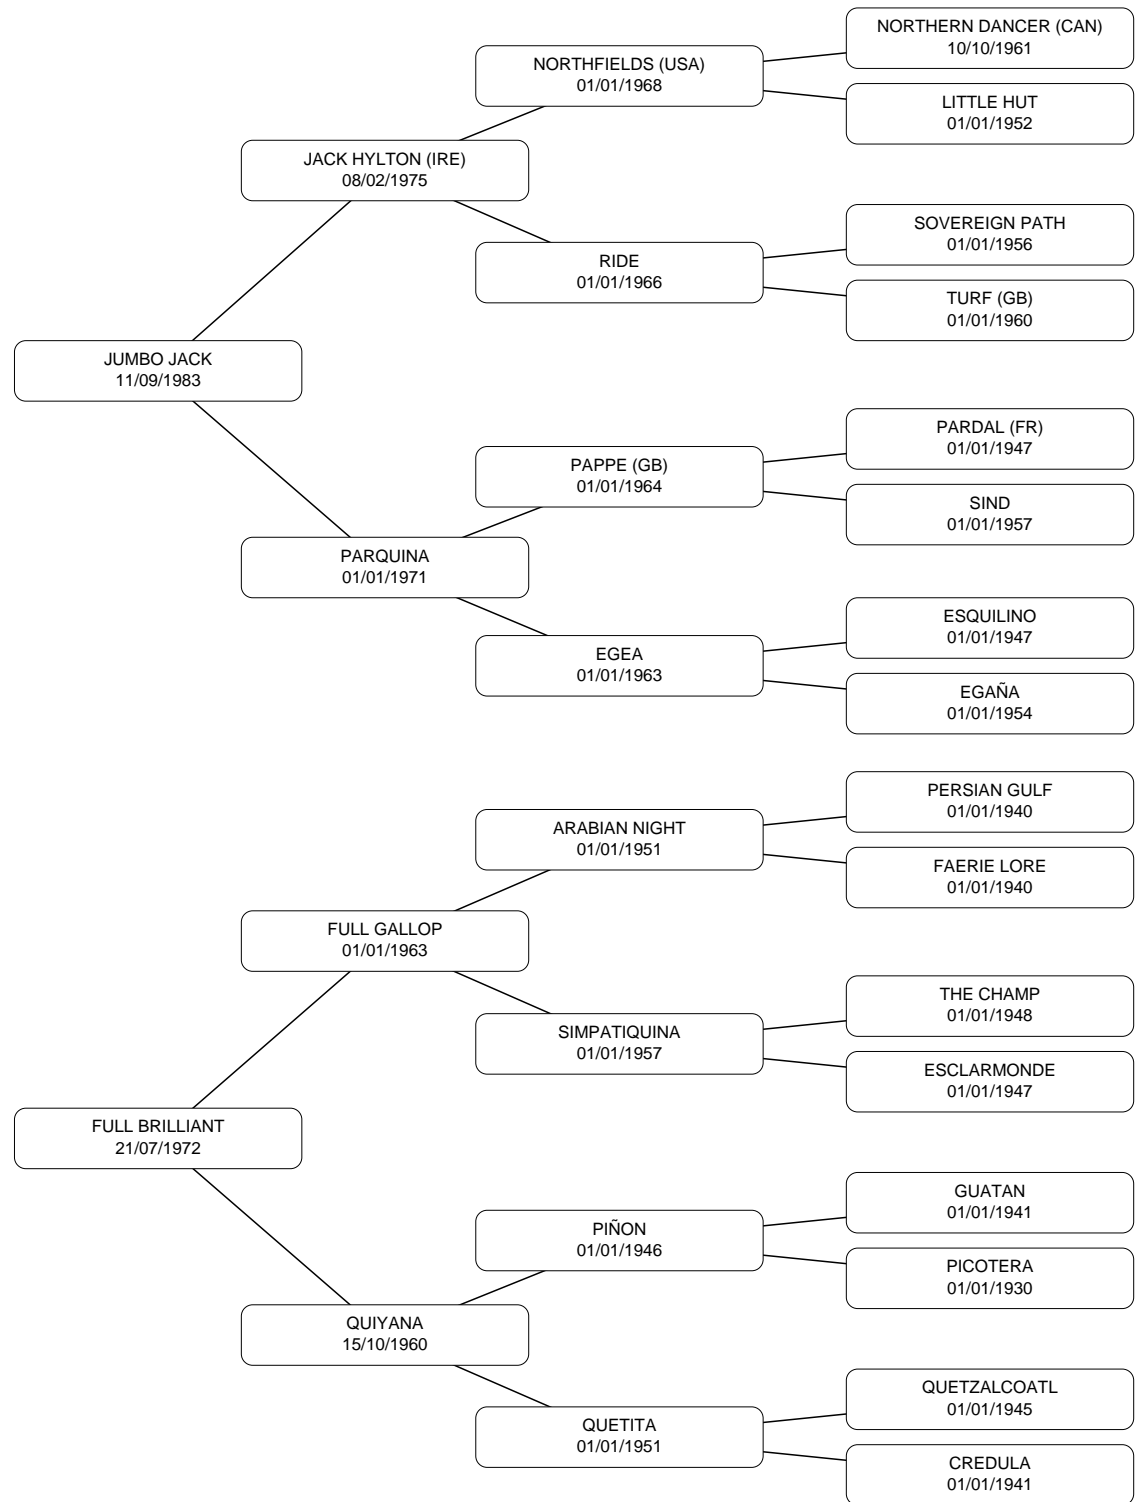 NORTHERN DANCER (CAN)
10/10/1961
NORTHFIELDS (USA)
01/01/1968
LITTLE HUT
01/01/1952
JACK HYLTON (IRE)
08/02/1975
SOVEREIGN PATH
01/01/1956
RIDE
01/01/1966
TURF (GB)
01/01/1960
JUMBO JACK
11/09/1983
PARDAL (FR)
01/01/1947
PAPPE (GB)
01/01/1964
SIND
01/01/1957
PARQUINA
01/01/1971
ESQUILINO
01/01/1947
EGEA
01/01/1963
EGAÑA
01/01/1954
PERSIAN GULF
01/01/1940
ARABIAN NIGHT
01/01/1951
FAERIE LORE
01/01/1940
FULL GALLOP
01/01/1963
THE CHAMP
01/01/1948
SIMPATIQUINA
01/01/1957
ESCLARMONDE
01/01/1947
FULL BRILLIANT
21/07/1972
GUATAN
01/01/1941
PIÑON
01/01/1946
PICOTERA
01/01/1930
QUIYANA
15/10/1960
QUETZALCOATL
01/01/1945
QUETITA
01/01/1951
CREDULA
01/01/1941